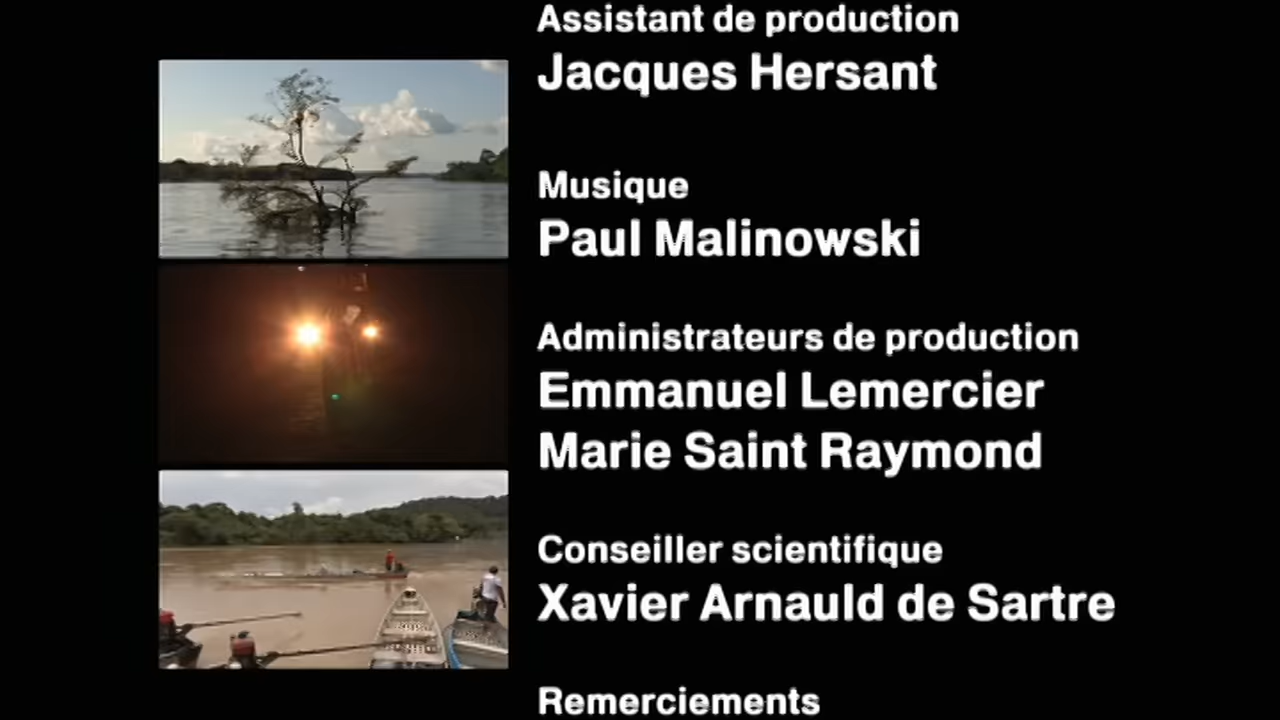 Assistant de production
Jacques Hersant
Musique
Paul Malinowski
Administrateurs de production
Emmanuel Lemercier
Marie Saint Raymond
Conseiller scientifique
Xavier Arnauld de Sartre
Remerciements